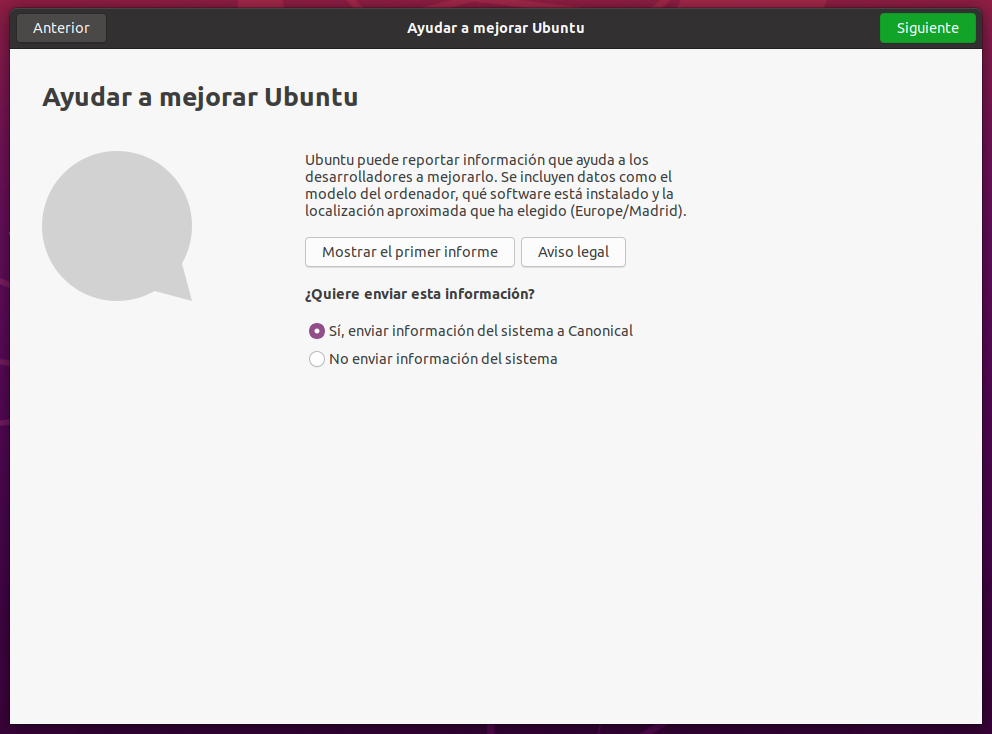 Anterior
Ayudar a mejorar Ubuntu
Siguiente
Ayudar a mejorar Ubuntu
Ubuntu puede reportar información que ayuda a los
desarrolladores a mejorarlo. Se incluyen datos como el
modelo del ordenador, qué software está instalado y la
localización aproximada que ha elegido (Europe/Madrid).
Mostrar el primer informe
Aviso legal
¿Quiere enviar esta información?
Sí, enviar información del sistema a Canonical
No enviar información del sistema